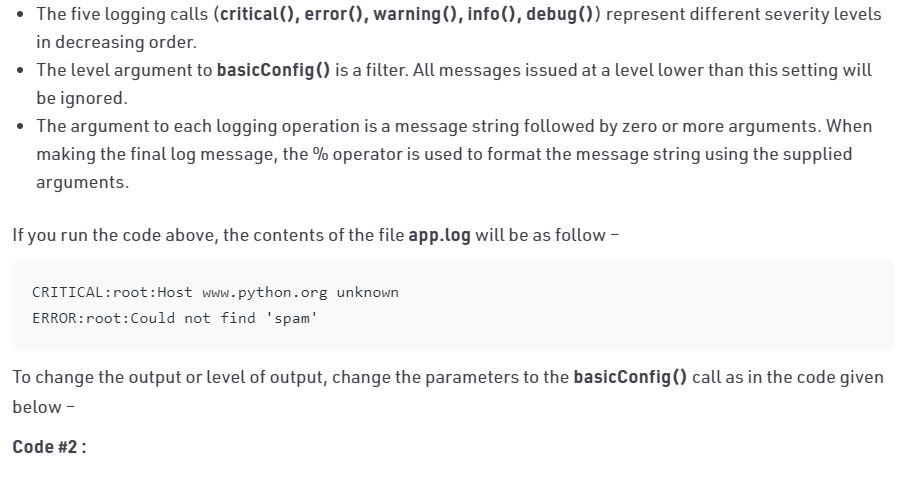 • The five logging calls (critical(), error(), warning(), info(), debug()) represent different severity levels
in decreasing order.
• The level argument to basicConfig() is a filter. All messages issued at a level lower than this setting will
be ignored.
• The argument to each logging operation is a message string followed by zero or more arguments. When
making the final log message, the % operator is used to format the message string using the supplied
arguments.
If you run the code above, the contents of the file app.log will be as follow –
CRITICAL:root:Host www.python.org unknown
ERROR:root:Could not find 'spam'
To change the output or level of output, change the parameters to the basicConfig() call as in the code given
below –
Code #2 :